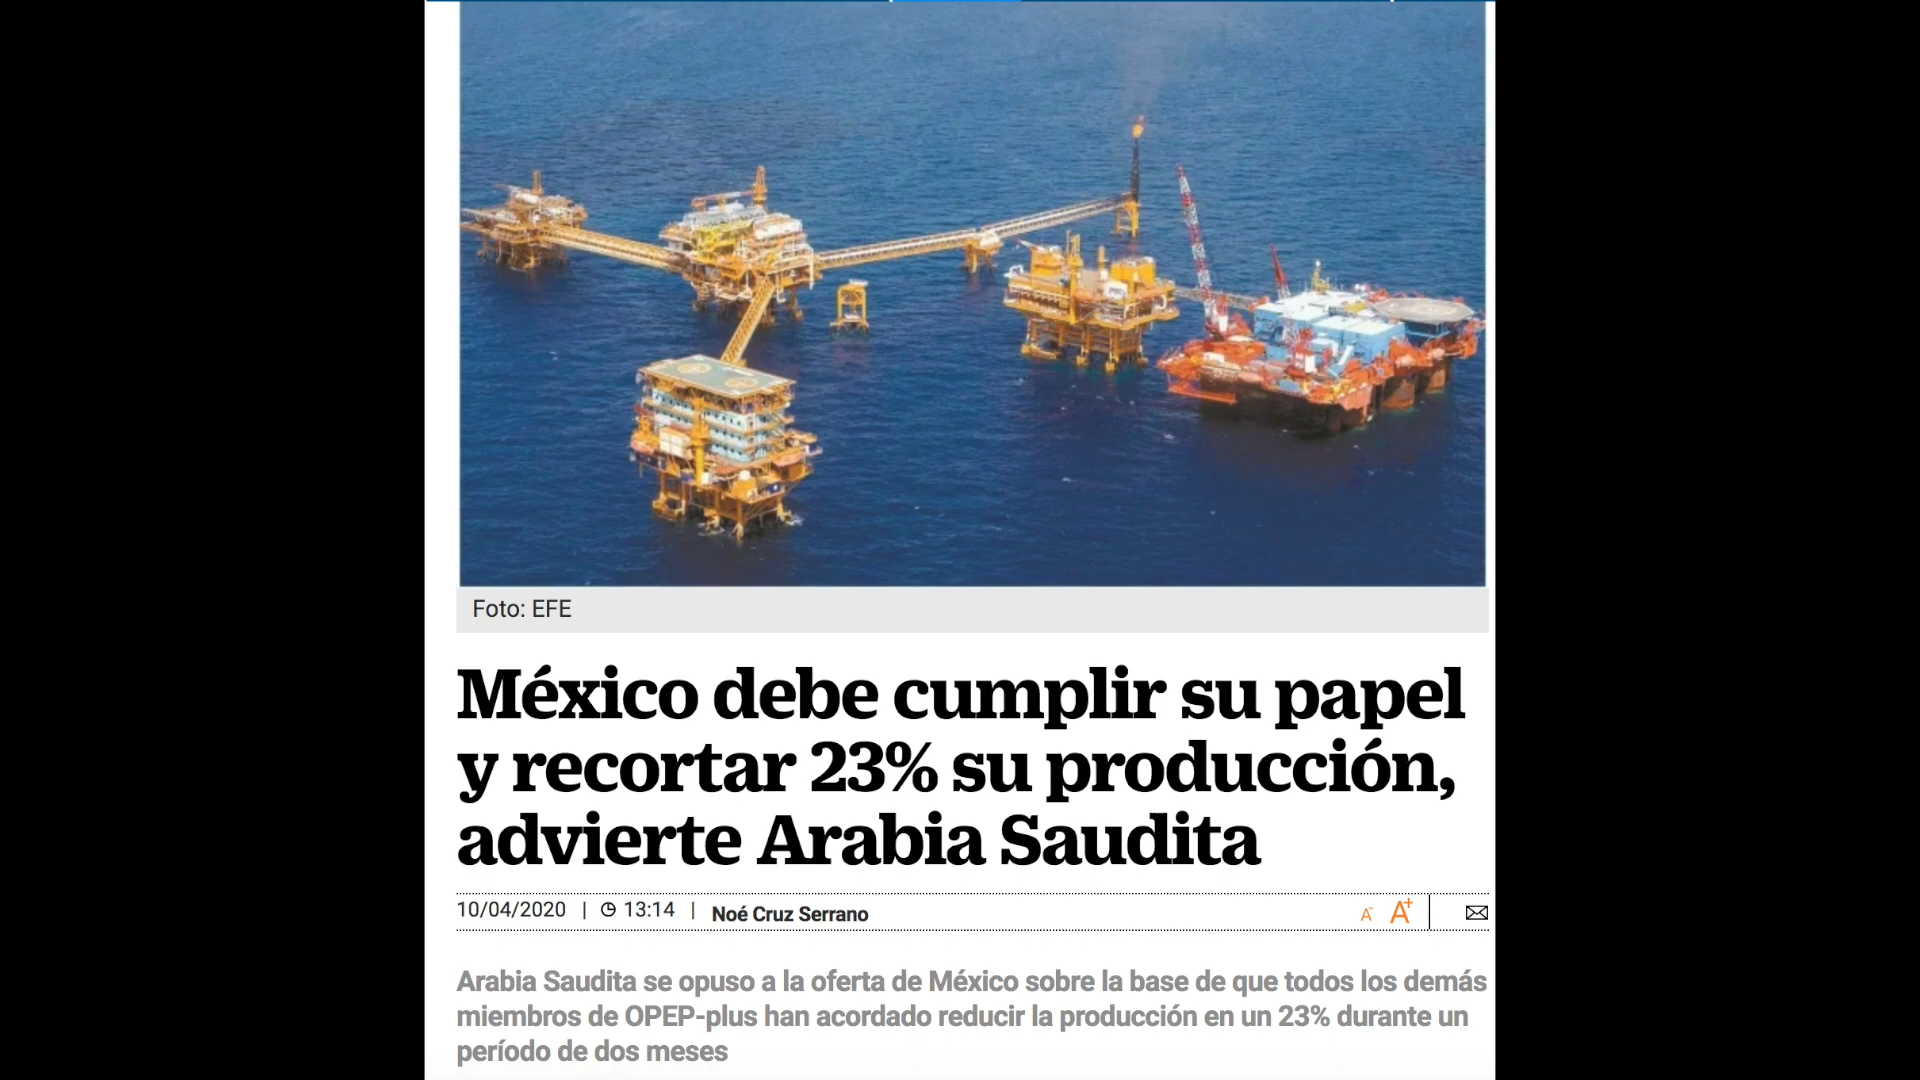 Foto: EFE
México debe cumplir su papel
y recortar 23% su producción,
advierte Arabia Saudita
10/04/2020 | 13:14 | Noé Cruz Serrano
A- A+
Arabia Saudita se opuso a la oferta de México sobre la base de que todos los demás
miembros de OPEP-plus han acordado reducir la producción en un 23% durante un
período de dos meses